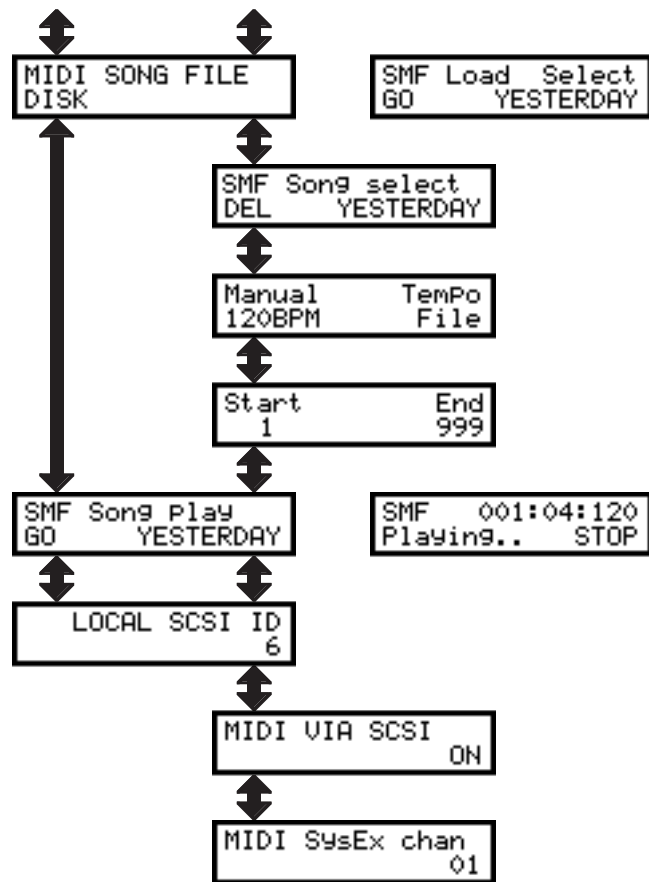 MIDI SONG FILE
DISK
SMF Load Select
GO YESTERDAY
SMF Song select
DEL YESTERDAY
Manual TemPo
120BPM File
Start End
1 999
SMF Song Play
GO YESTERDAY
SMF 001:04:120
Playing.. STOP
LOCAL SCSI ID
6
MIDI VIA SCSI
ON
MIDI SysEx chan
01